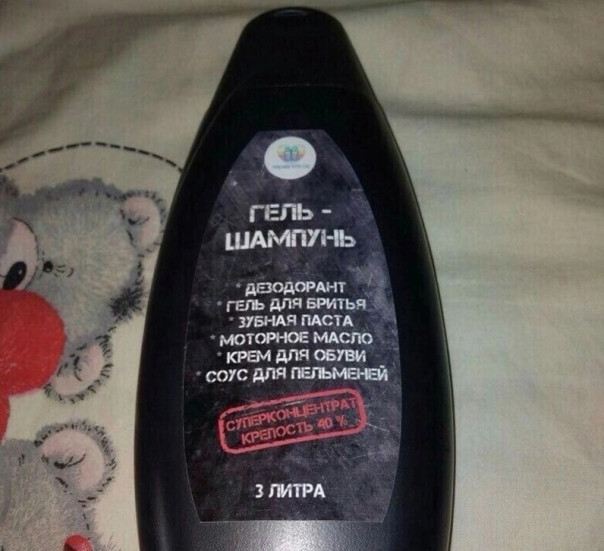 ГЕЛЬ -
ШАМПУНЬ
* ДЕЗОДОРАНТ
* ГЕЛЬ ДЛЯ БРИТЬЯ
* ЗУБНАЯ ПАСТА
* МОТОРНОЕ МАСЛО
* КРЕМ ДЛЯ ОБУВИ
* СОУС ДЛЯ ПЕЛЬМЕНЕЙ
СУПЕРКОНЦЕНТРАТ
КРЕПОСТЬ 40 %
3 ЛИТРА